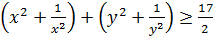 (x² + 1/x²) + (y² + 1/y²) ≥ 17/2